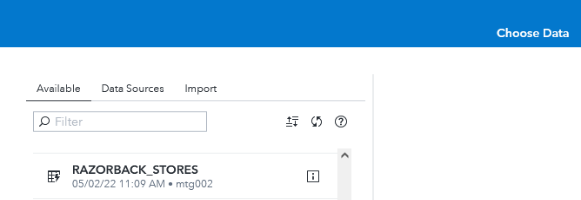 Choose Data
Available Data Sources Import
Filter
RAZORBACK_STORES
05/02/22 11:09 AM • mtg002